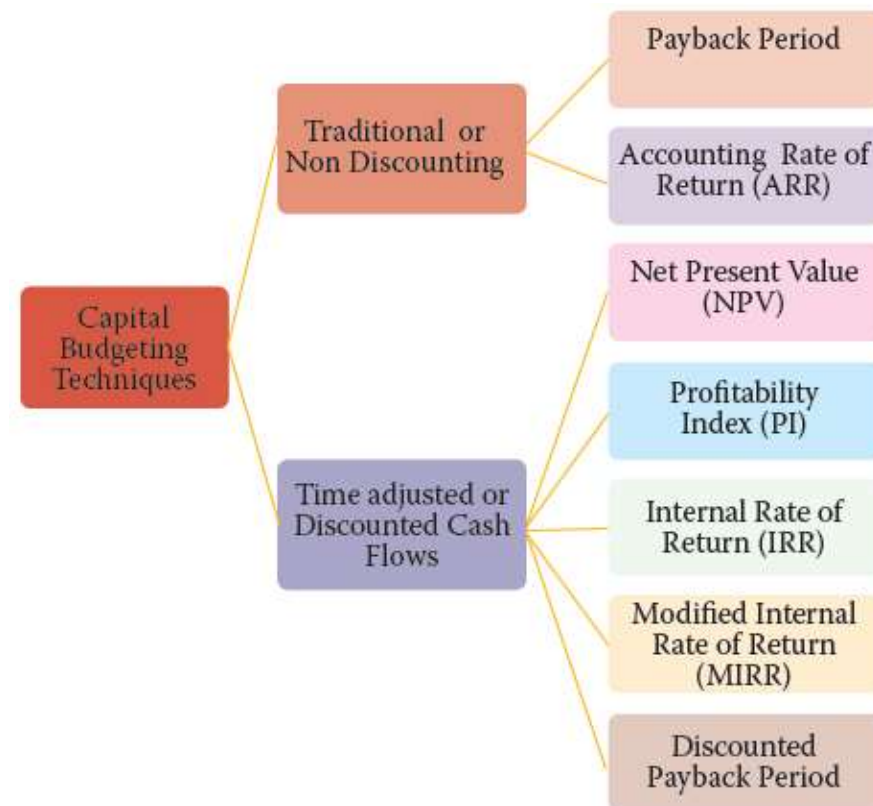 Capital
Budgeting
Techniques
Traditional or
Non Discounting
Payback Period
Accounting Rate of
Return (ARR)
Time adjusted or
Discounted Cash
Flows
Net Present Value
(NPV)
Profitability
Index (PI)
Internal Rate of
Return (IRR)
Modified Internal
Rate of Return
(MIRR)
Discounted
Payback Period